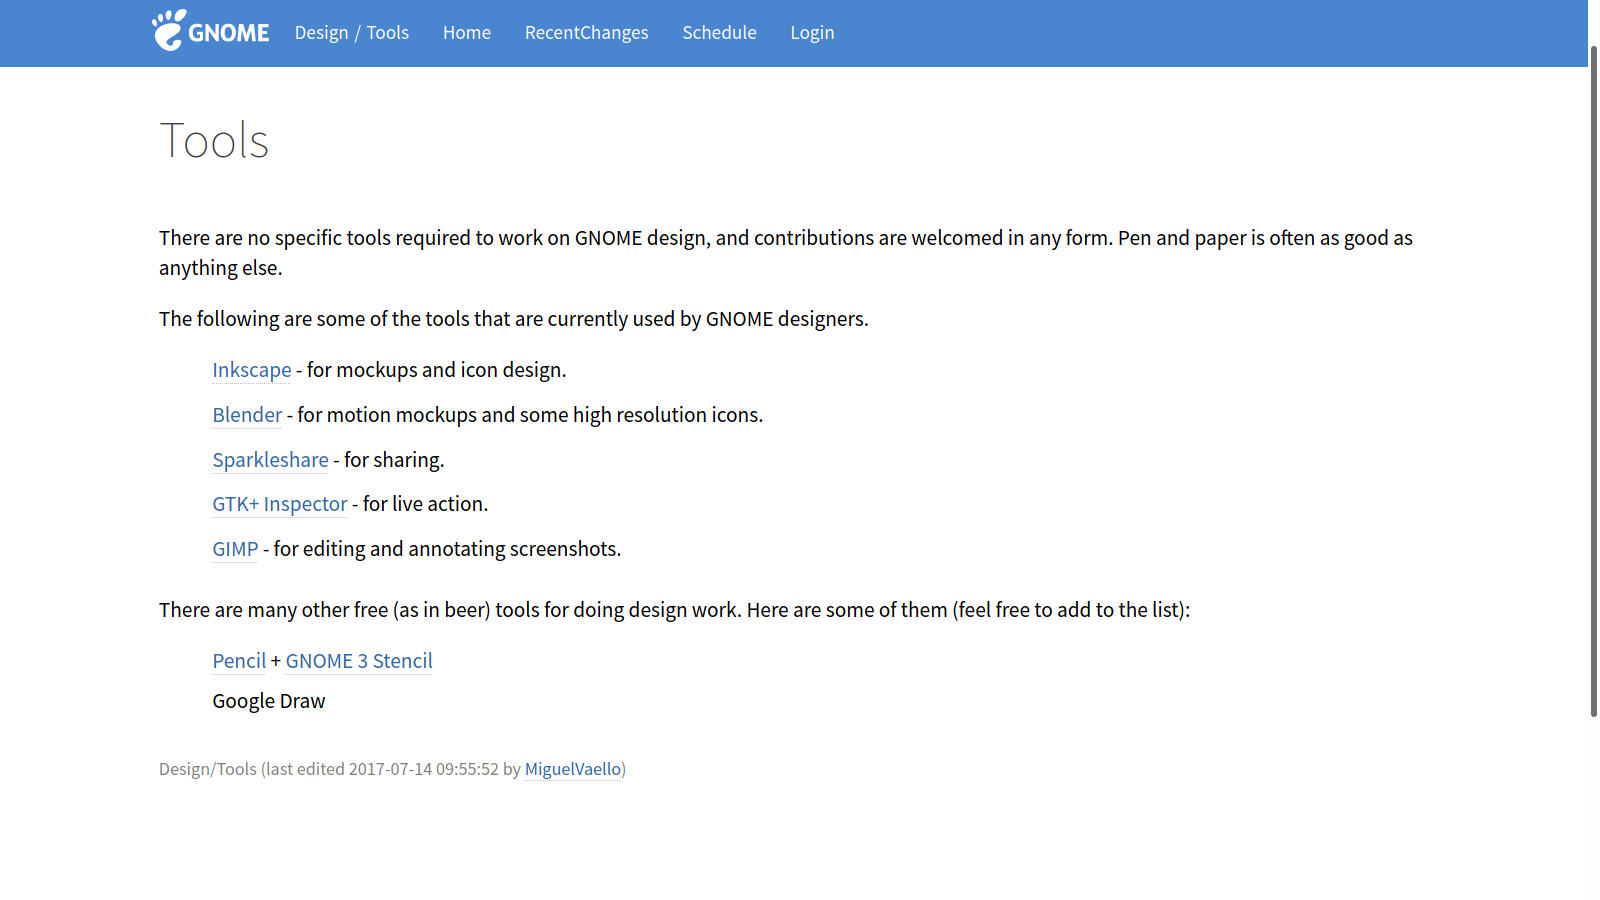 GNOME Design / Tools Home RecentChanges Schedule Login
Tools
There are no specific tools required to work on GNOME design, and contributions are welcomed in any form. Pen and paper is often as good as
anything else.
The following are some of the tools that are currently used by GNOME designers.
Inkscape - for mockups and icon design.
Blender - for motion mockups and some high resolution icons.
Sparkleshare - for sharing.
GTK+ Inspector - for live action.
GIMP - for editing and annotating screenshots.
There are many other free (as in beer) tools for doing design work. Here are some of them (feel free to add to the list):
Pencil + GNOME 3 Stencil
Google Draw
Design/Tools (last edited 2017-07-14 09:55:52 by MiguelVaello)